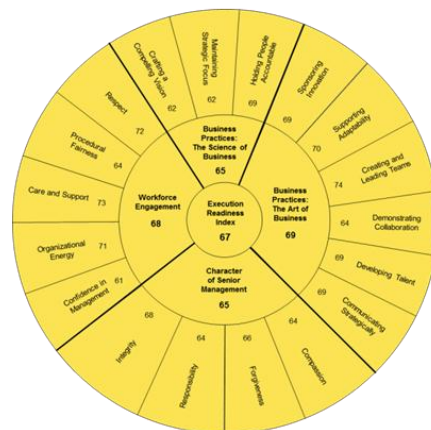 Crafting a
Compelling Vision
62
Maintaining
Strategic Focus
62
Holding People
Accountable
69
Sponsoring
Innovation
69
Supporting
Adaptability
70
Creating and
Leading Teams
74
Demonstrating
Collaboration
64
Developing Talent
69
Communicating
Strategically
69
Compassion
64
Forgiveness
66
Responsibility
64
Integrity
68
Confidence in
Management
61
Organizational
Energy
71
Care and Support
73
Procedural
Fairness
64
Respect
72
Business
Practices:
The Science of
Business
65
Business
Practices:
The Art of
Business
69
Character
of Senior
Management
65
Workforce
Engagement
68
Execution
Readiness
Index
67